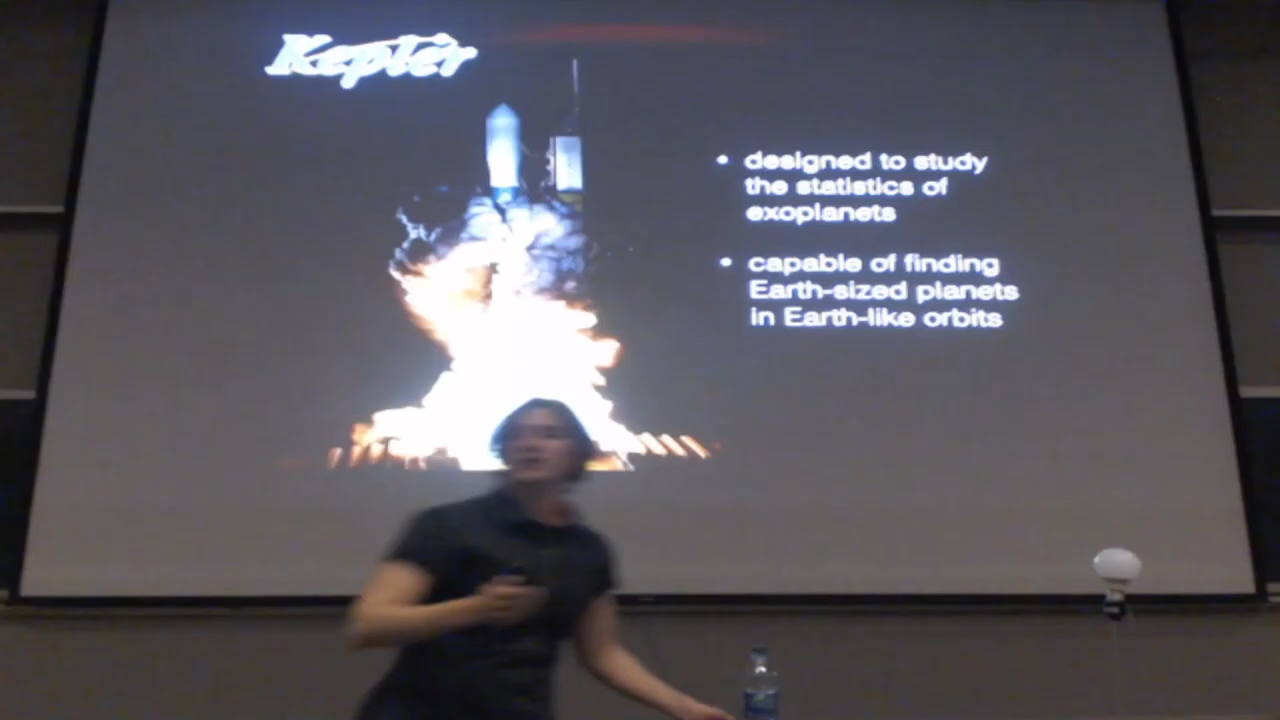 Kepler
• designed to study
the statistics of
exoplanets
• capable of finding
Earth-sized planets
in Earth-like orbits